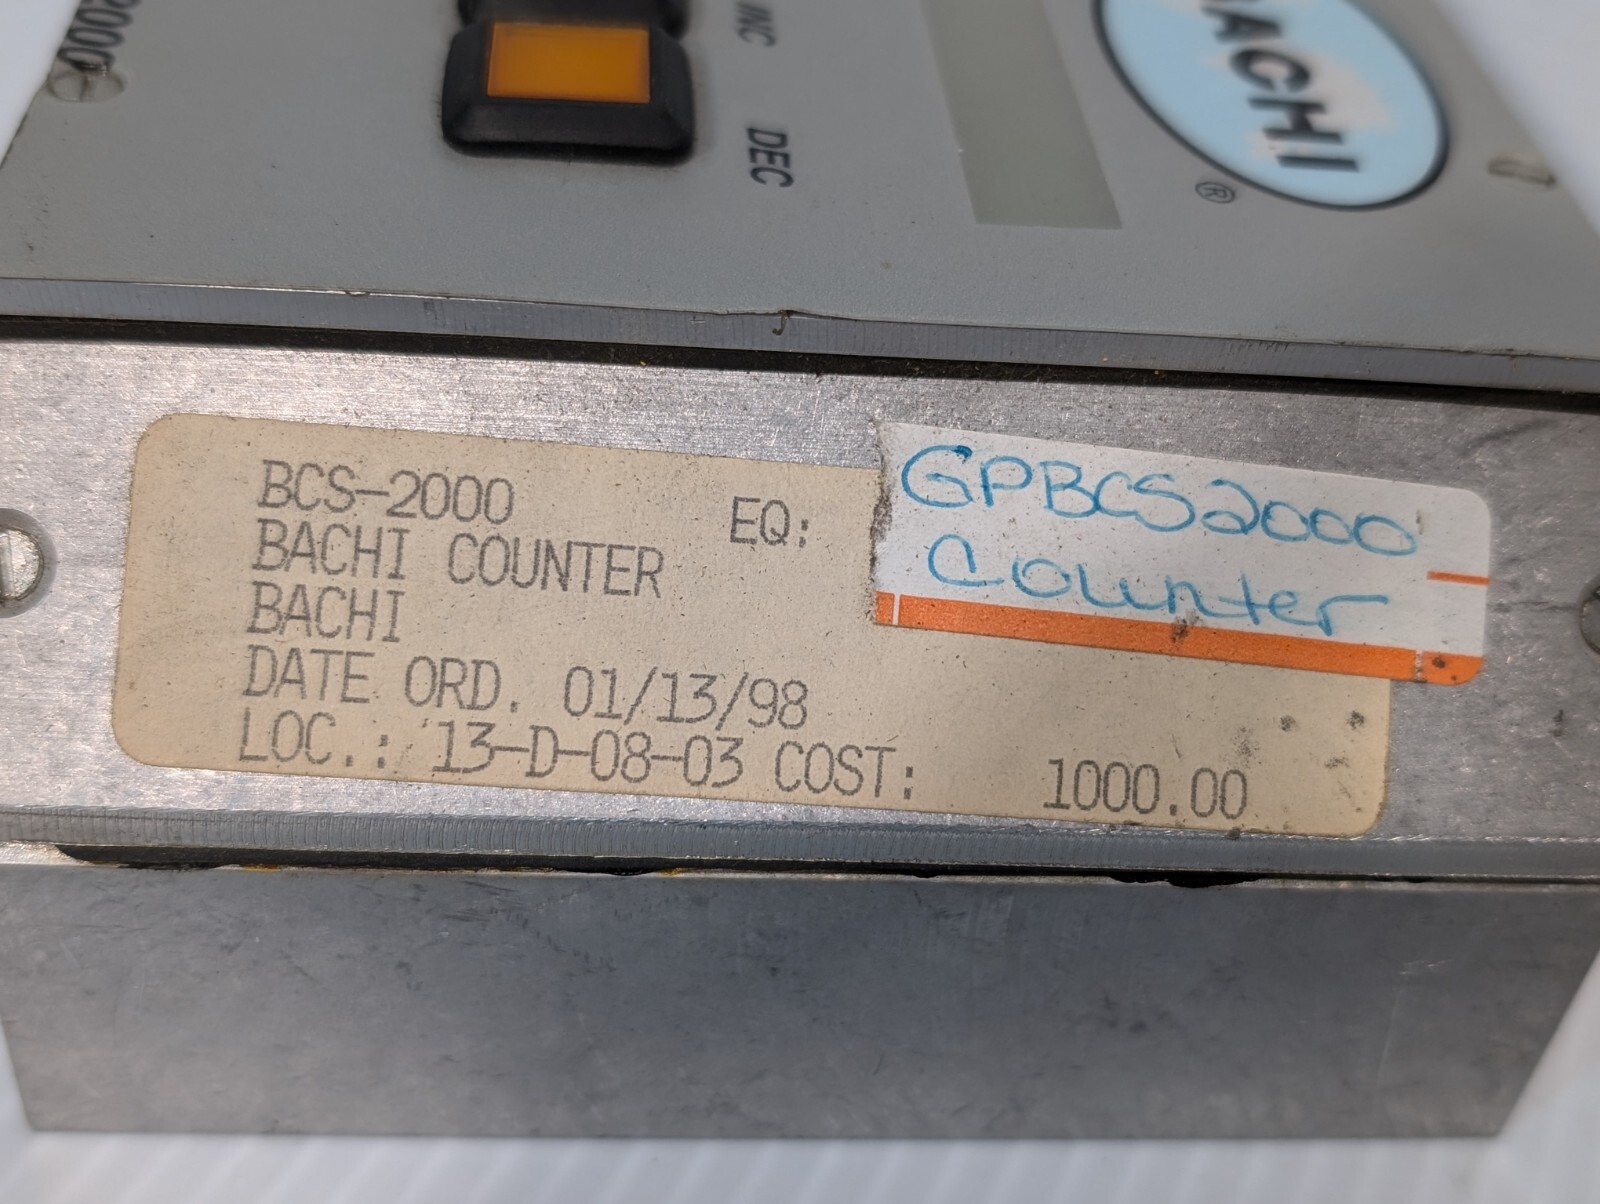 2000
INC
DEC
BACHI
®
BCS-2000
BACHI COUNTER
BACHI
EQ:
DATE ORD. 01/13/98
LOC.: 13-D-08-03 COST: 1000.00
GPBCS2000
Counter